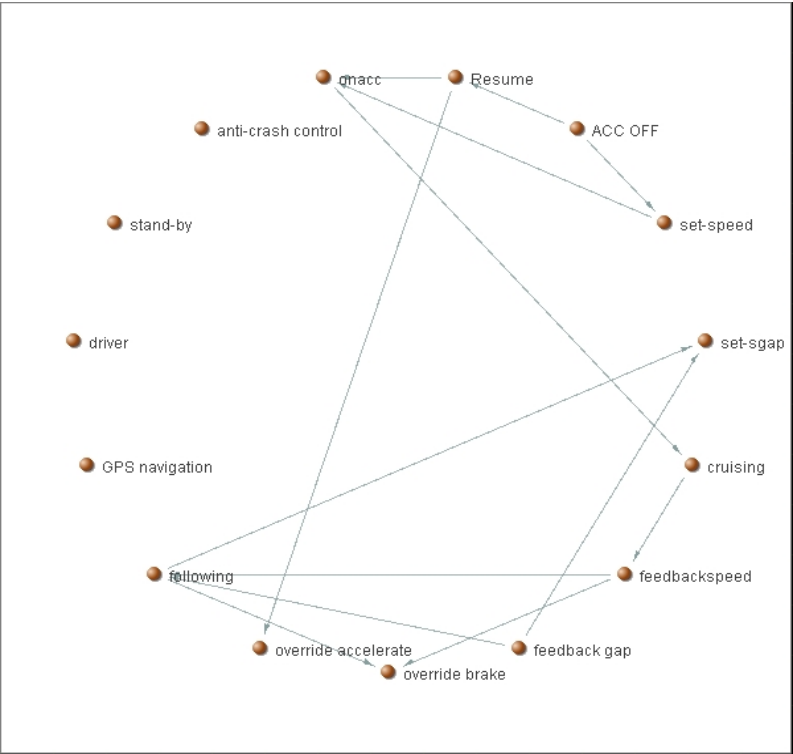 onacc
Resume
anti-crash control
ACC OFF
stand-by
set-speed
driver
set-sgap
GPS navigation
cruising
following
feedbackspeed
override accelerate
feedback gap
override brake